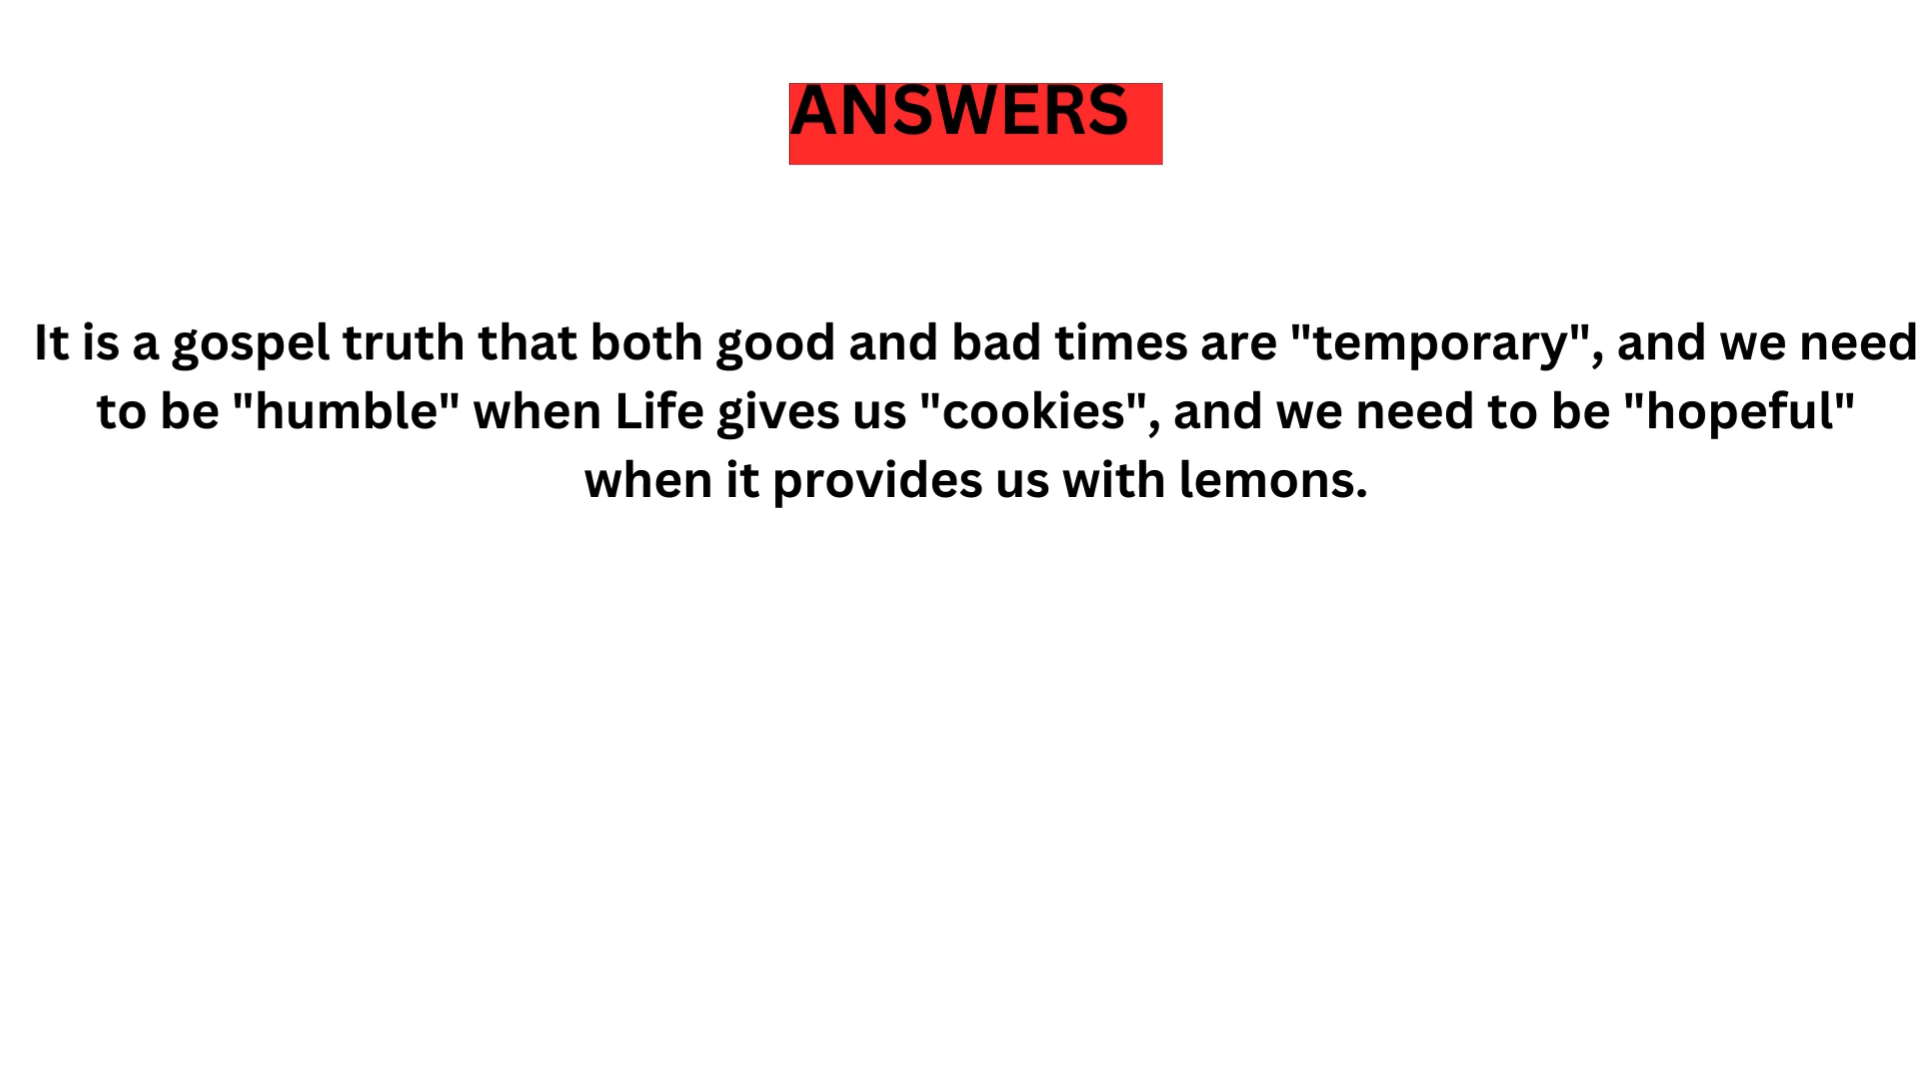 ANSWERS
It is a gospel truth that both good and bad times are "temporary", and we need
to be "humble" when Life gives us "cookies", and we need to be "hopeful"
when it provides us with lemons.